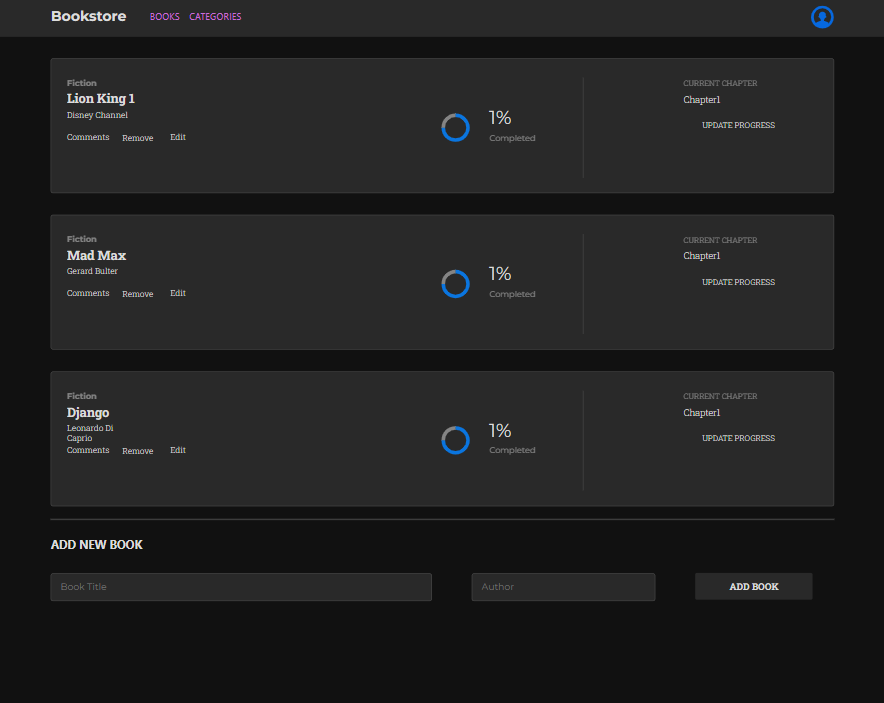 Bookstore BOOKS CATEGORIES
Fiction
Lion King 1
Disney Channel
Comments Remove Edit
1%
Completed
CURRENT CHAPTER
Chapter1
UPDATE PROGRESS
Fiction
Mad Max
Gerard Bulter
Comments Remove Edit
1%
Completed
CURRENT CHAPTER
Chapter1
UPDATE PROGRESS
Fiction
Django
Leonardo Di
Caprio
Comments Remove Edit
1%
Completed
CURRENT CHAPTER
Chapter1
UPDATE PROGRESS
ADD NEW BOOK
Book Title Author ADD BOOK